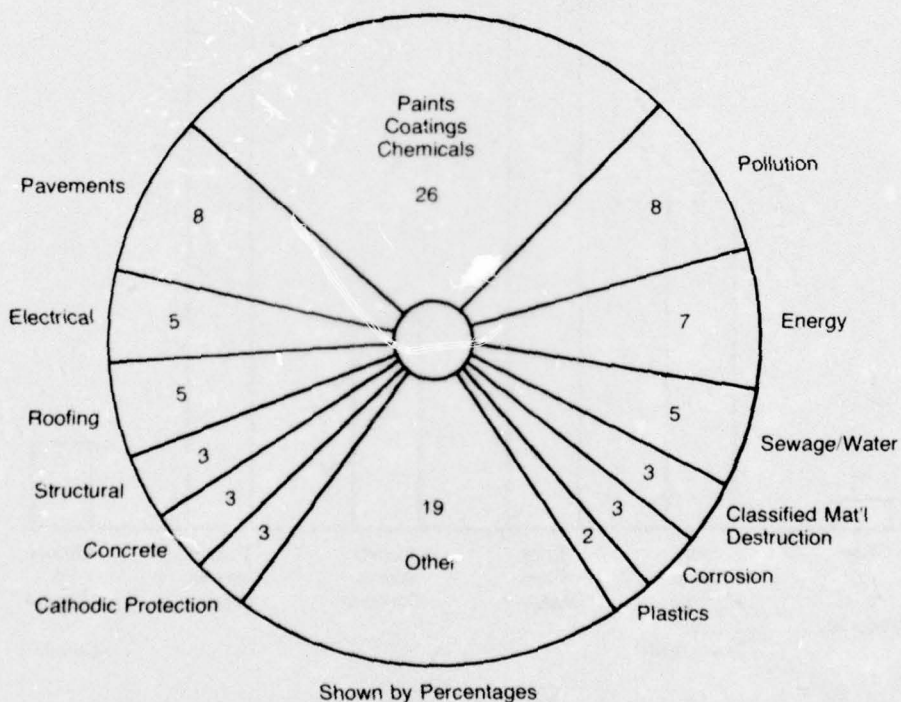 Paints
Coatings
Chemicals
26
Pollution
8
Pavements
8
Energy
7
Electrical
5
Roofing
5
Sewage/Water
5
Structural
3
Classified Mat'l
Destruction
3
Concrete
3
Corrosion
3
Cathodic Protection
3
Plastics
2
19
Other
Shown by Percentages